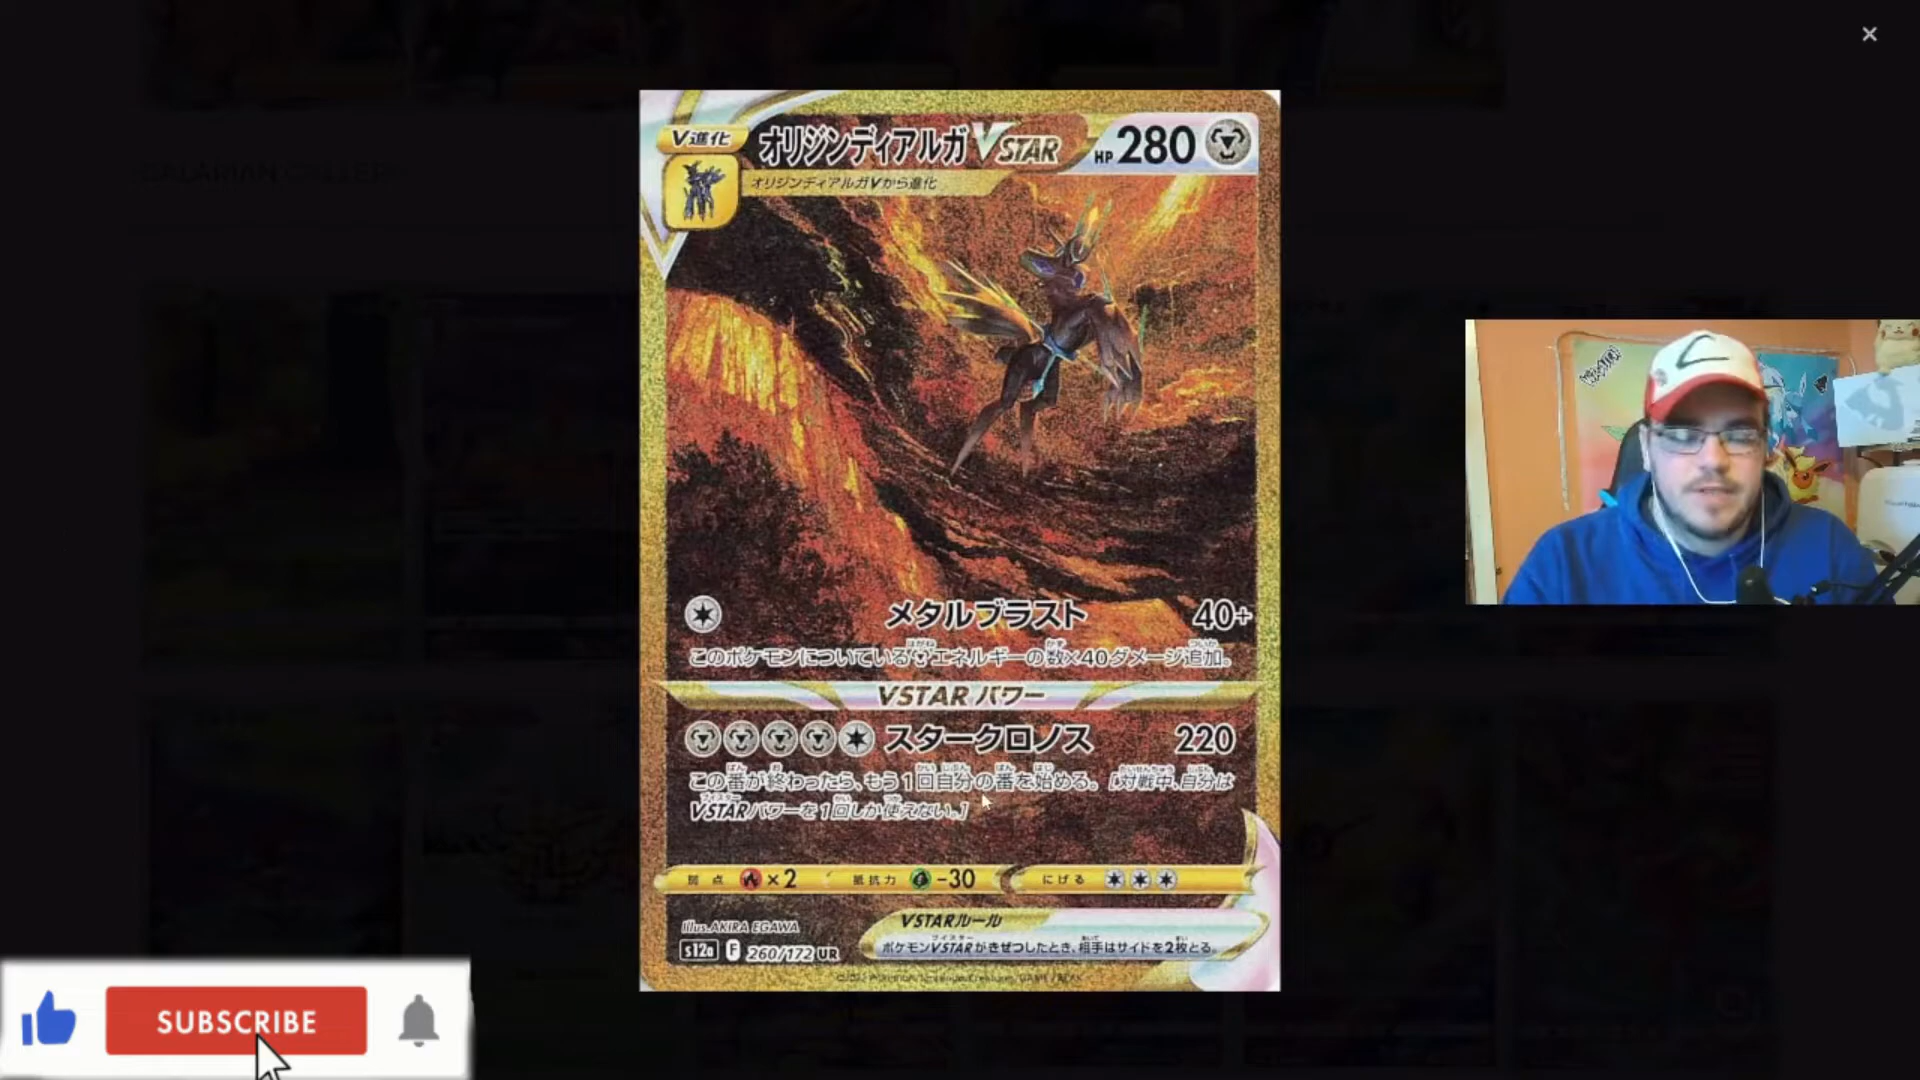 V進化
オリジンディアルガVSTAR
HP 280
オリジンディアルガVから進化
メタルブラスト 40+
このポケモンについているエネルギーの数×40ダメージ追加。
VSTARパワー
スタークロノス 220
この番が終わったら、もう1回自分の番を始める。[対戦中、自分は
VSTARパワーを1回しか使えない。]
弱点 ×2 抵抗力 -30 にげる
illus. AKIRA EGAWA
s12a F 260/172 UR
VSTARルール
ポケモンVSTARがきぜつしたとき、相手はサイドを2枚とる。
SUBSCRIBE